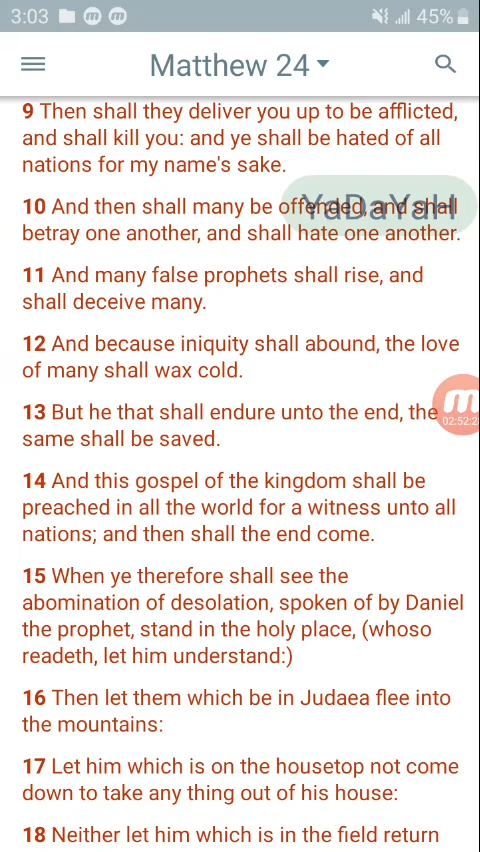 3:03
45%
Matthew 24
9 Then shall they deliver you up to be afflicted,
and shall kill you: and ye shall be hated of all
nations for my name's sake.
YaDaYaH
10 And then shall many be offended, and shall
betray one another, and shall hate one another.
11 And many false prophets shall rise, and
shall deceive many.
12 And because iniquity shall abound, the love
of many shall wax cold.
13 But he that shall endure unto the end, the
same shall be saved.
02:52:2
14 And this gospel of the kingdom shall be
preached in all the world for a witness unto all
nations; and then shall the end come.
15 When ye therefore shall see the
abomination of desolation, spoken of by Daniel
the prophet, stand in the holy place, (whoso
readeth, let him understand:)
16 Then let them which be in Judaea flee into
the mountains:
17 Let him which is on the housetop not come
down to take any thing out of his house:
18 Neither let him which is in the field return